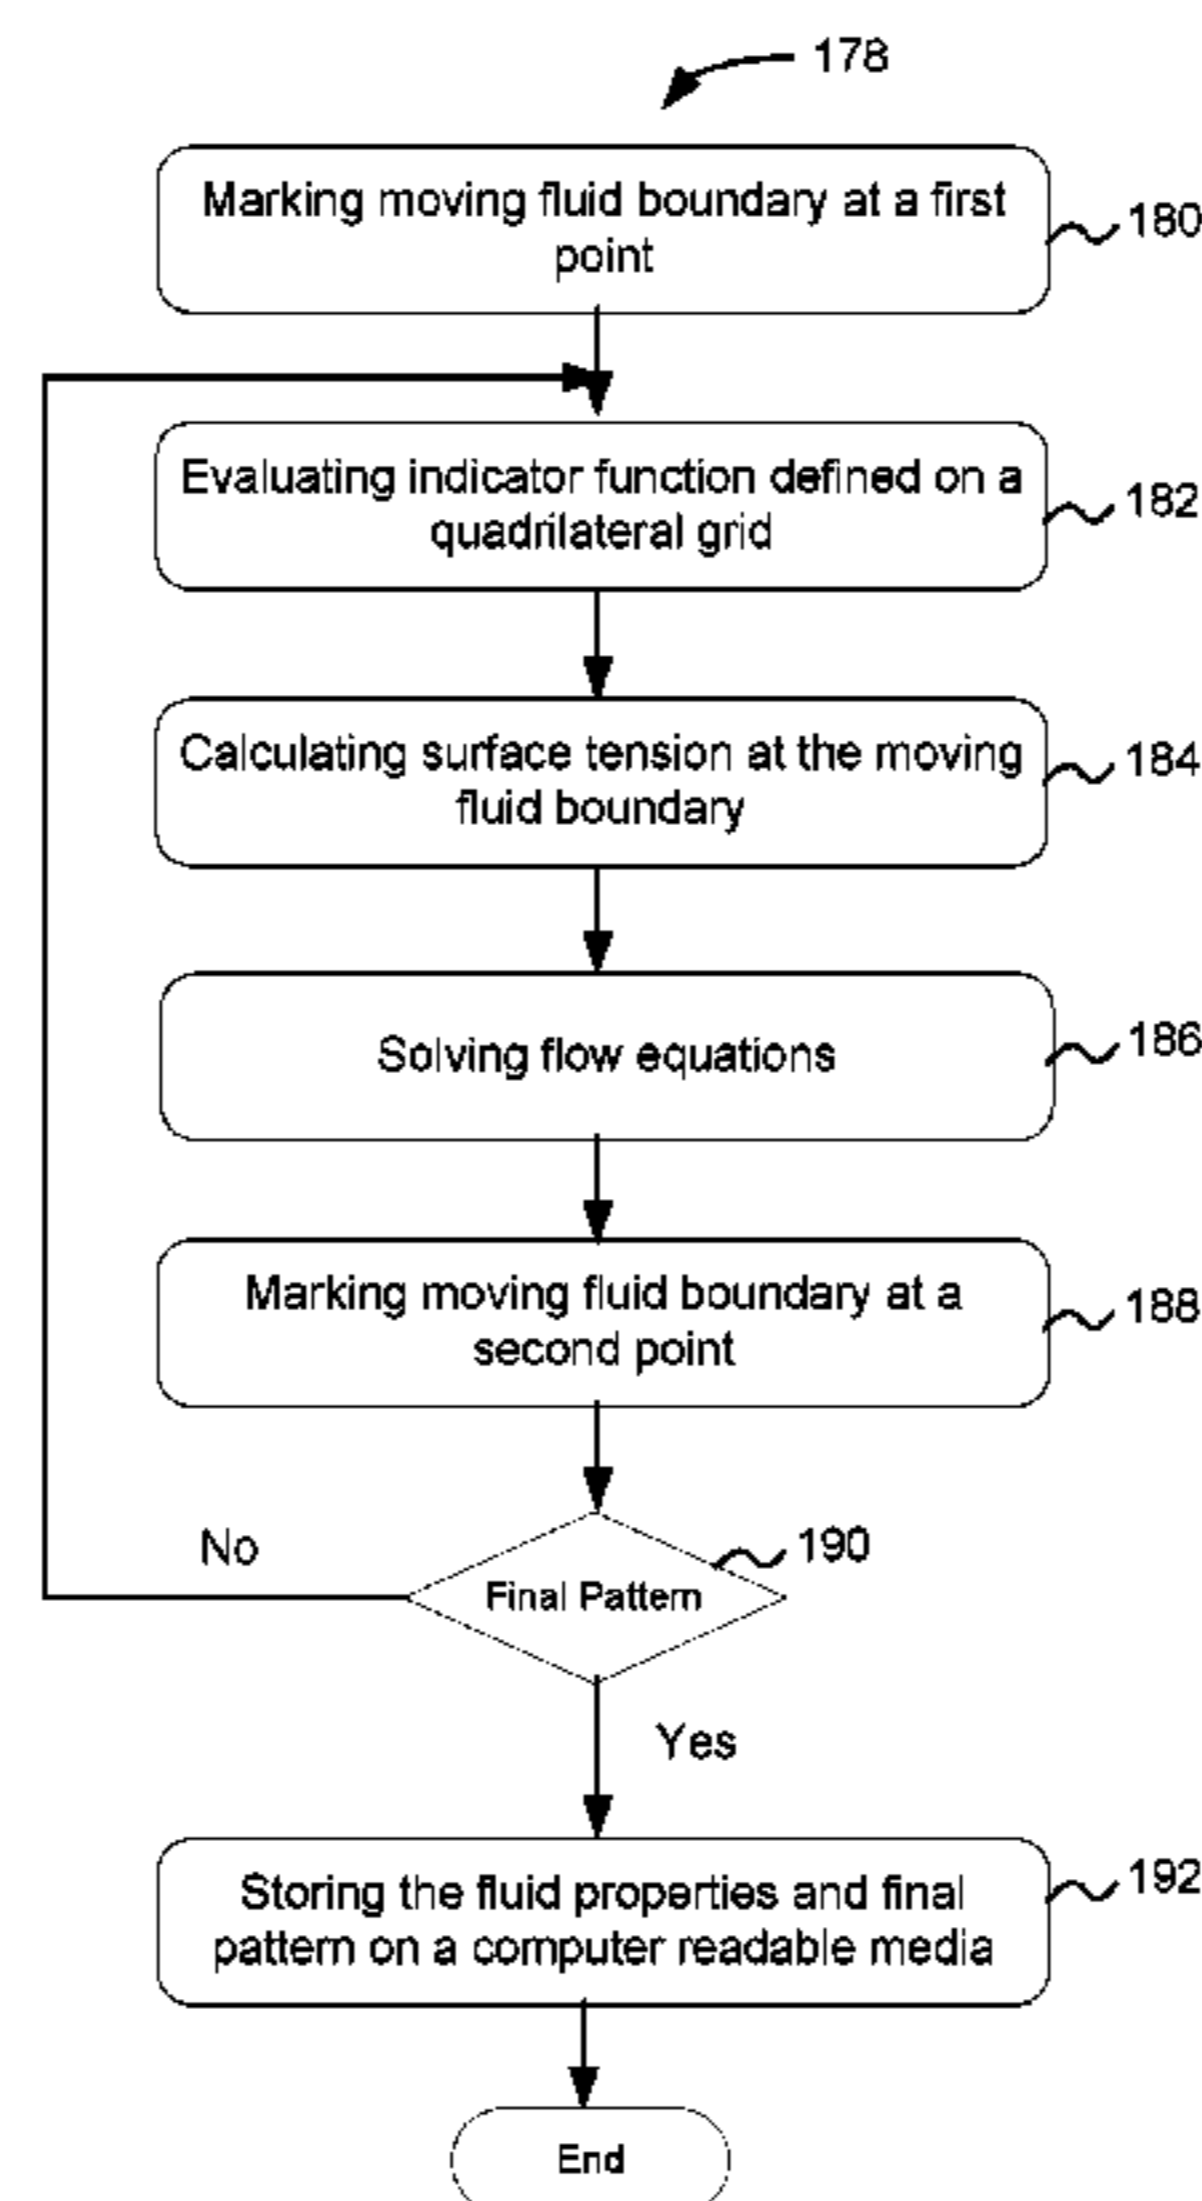 178
Marking moving fluid boundary at a first
point
180
Evaluating indicator function defined on a
quadrilateral grid
182
Calculating surface tension at the moving
fluid boundary
184
Solving flow equations
186
Marking moving fluid boundary at a
second point
188
No
190
Final Pattern
Yes
Storing the fluid properties and final
pattern on a computer readable media
192
End